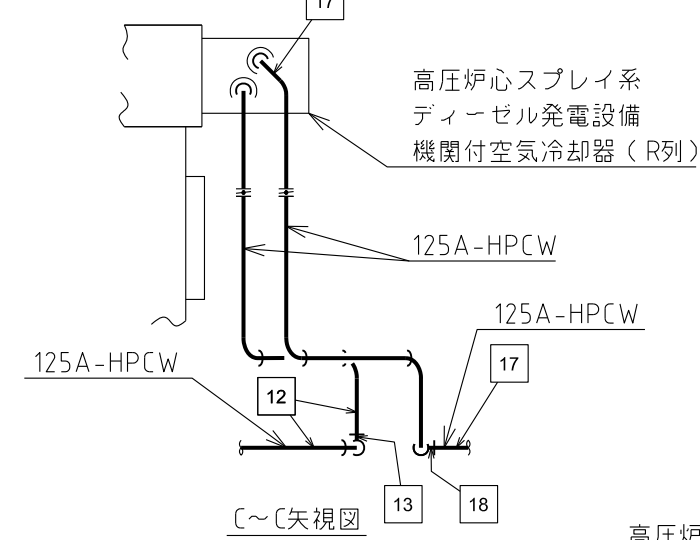 17
高圧炉心スプレイ系
ディーゼル発電設備
機関付空気冷却器(R列)
125A-HPCW
125A-HPCW
125A-HPCW
17
12
13
18
C~C矢視図
高圧炉